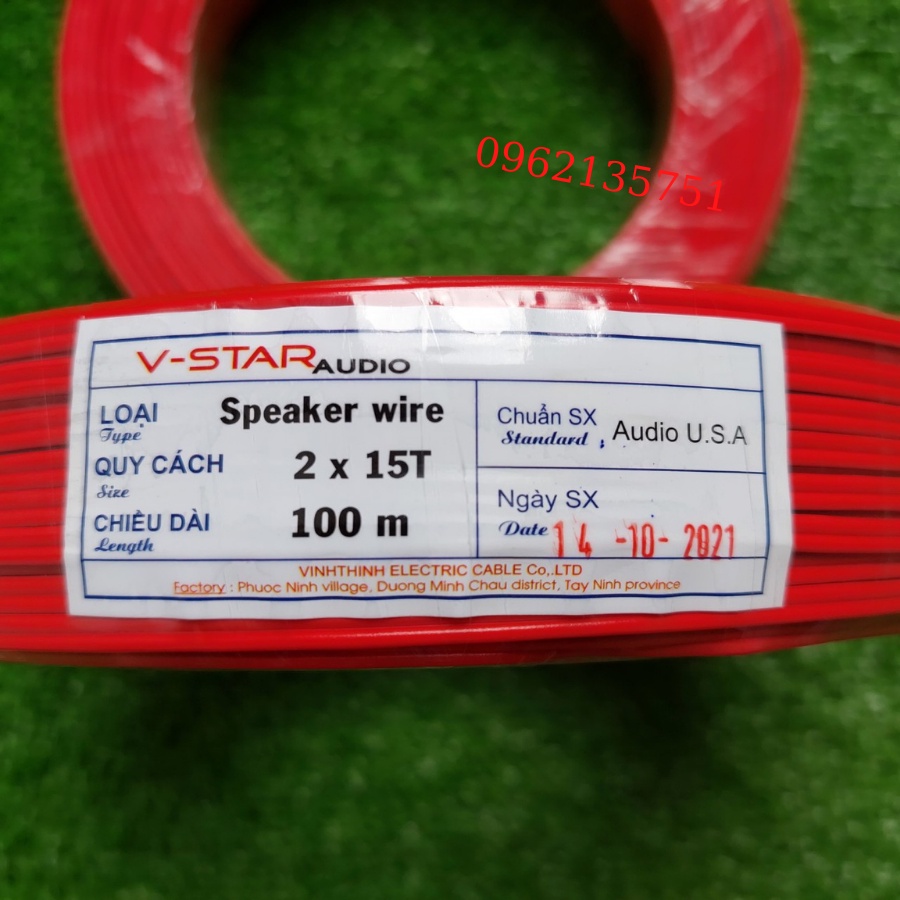 0962135751
V-STAR AUDIO
LOẠI Speaker wire
Type
QUY CÁCH 2 x 15T
Size
CHIỀU DÀI 100 m
Length
Chuẩn SX
Standard : Audio U.S.A
Ngày SX
Date 14 -10- 2021
VINHTHINH ELECTRIC CABLE Co,.LTD
Factory : Phuoc Ninh village, Duong Minh Chau district, Tay Ninh province